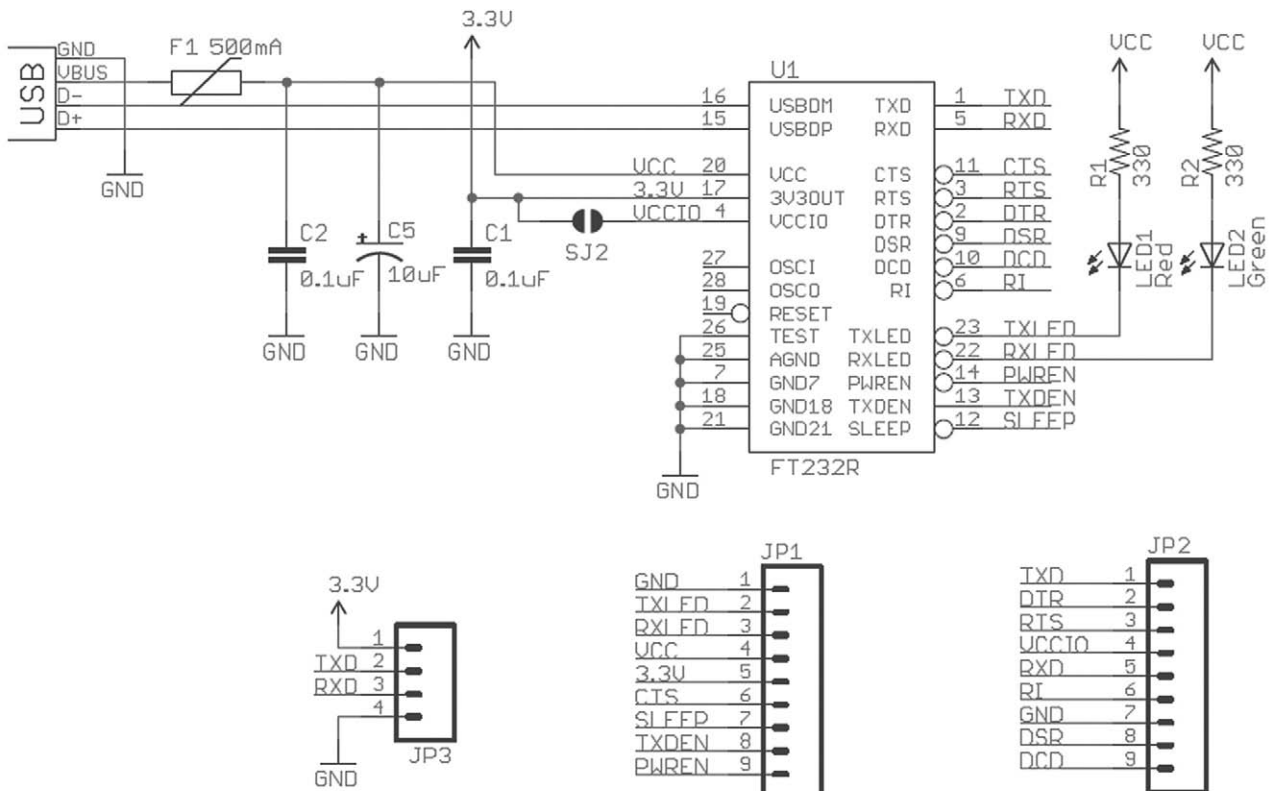 3.3V
USB
GND
VBUS
D-
D+
F1 500mA
GND
C2
0.1uF
GND
C5
10uF
GND
C1
0.1uF
GND
SJ2
VCC
3.3V
VCCIO
U1
16 USBDM
15 USBDP
20 VCC
17 3V3OUT
4 VCCIO
27 OSCI
28 OSCO
19 RESET
26 TEST
25 AGND
7 GND7
18 GND18
21 GND21
TXD 1 TXD
RXD 5 RXD
CTS 11 CTS
RTS 3 RTS
DTR 2 DTR
DSR 9 DSR
DCD 10 DCD
RI 6 RI
TXLED 23 TXLED
RXLED 22 RXLED
PWREN 14 PWREN
TXDEN 13 TXDEN
SLEEP 12 SLEEP
FT232R
GND
VCC
R1
330
LED1
Red
VCC
R2
330
LED2
Green
3.3V
1
TXD 2
RXD 3
4
JP3
GND
JP1
GND 1
TXLED 2
RXLED 3
VCC 4
3.3V 5
CTS 6
SLEEP 7
TXDEN 8
PWREN 9
JP2
TXD 1
DTR 2
RTS 3
VCCIO 4
RXD 5
RI 6
GND 7
DSR 8
DCD 9